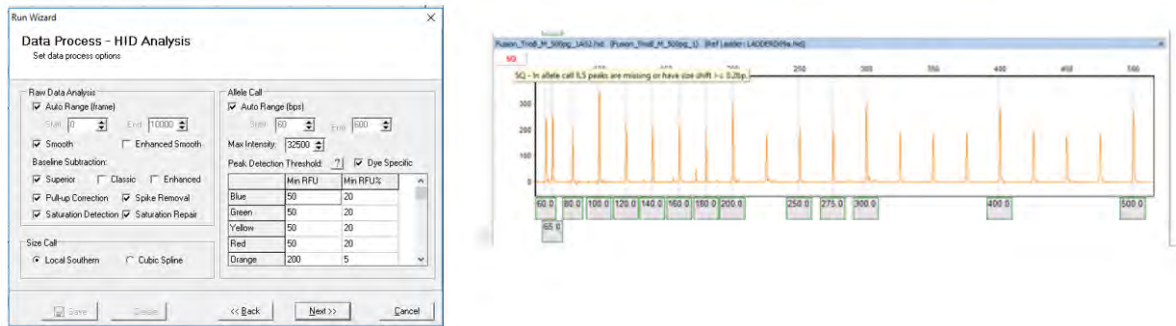 Run Wizard
Data Process - HID Analysis
Set data process options
Raw Data Analysis
Auto Range (frame)
Start 0 End 10000
Smooth Enhanced Smooth
Baseline Subtraction:
Superior Classic Enhanced
Pull-up Correction Spike Removal
Saturation Detection Saturation Repair
Size Call
Local Southern Cubic Spline
Allele Call
Auto Range (bps)
Start 60 End 600
Max Intensity: 32500
Peak Detection Threshold: ? Dye Specific
Min RFU Min RFU%
Blue 50 20
Green 50 20
Yellow 50 20
Red 50 20
Orange 200 5
Save
<< Back Next >> Cancel
SQ
SQ - In allele call ILS peaks are missing or have size shift >= 0.2bp.
250 300 350 400 450 500
300
200
100
0
60.0 80.0 100.0 120.0 140.0 160.0 180.0 200.0 250.0 275.0 300.0 400.0 500.0
65.0